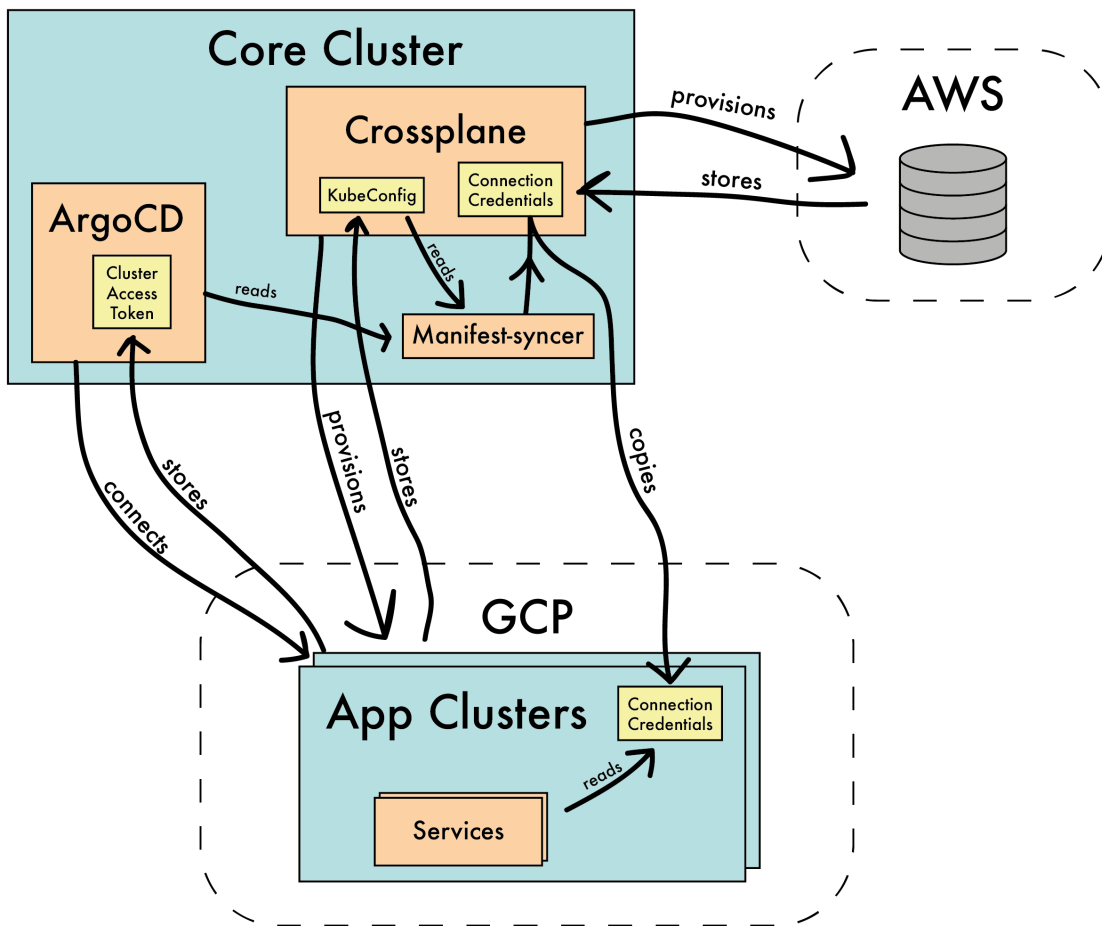 Core Cluster
AWS
provisions
Crossplane
stores
KubeConfig
Connection
Credentials
ArgoCD
Cluster
Access
Token
reads
reads
Manifest-syncer
provisions
stores
copies
stores
connects
GCP
App Clusters
Connection
Credentials
reads
Services